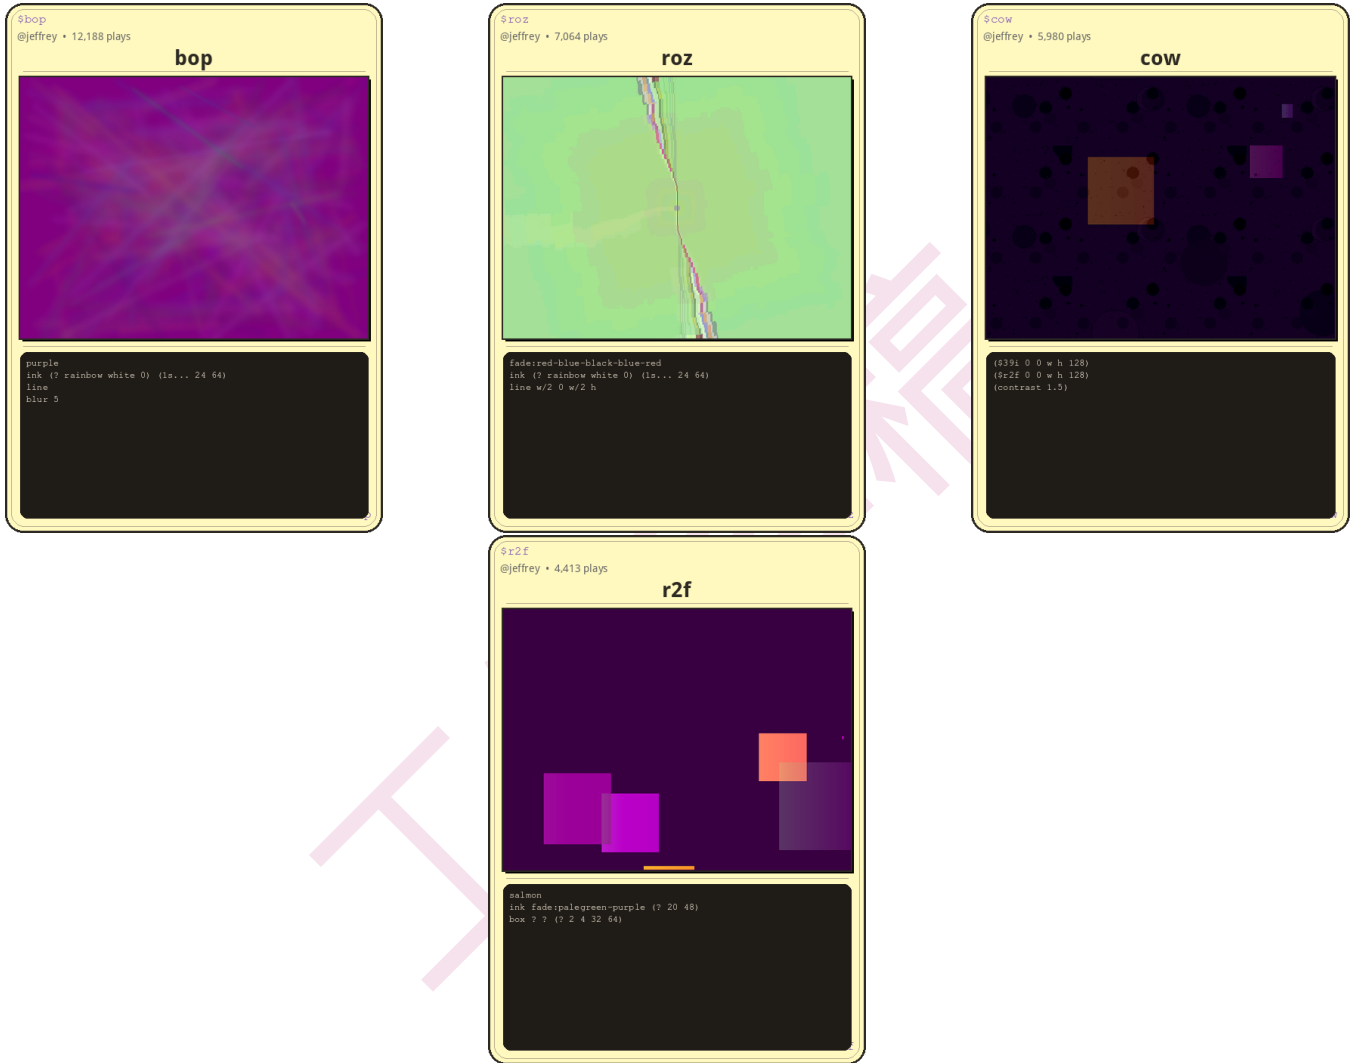 $bop
@jeffrey • 12,188 plays
bop
purple
ink (? rainbow white 0) (1s... 24 64)
line
blur 5
$roz
@jeffrey • 7,064 plays
roz
fade:red-blue-black-blue-red
ink (? rainbow white 0) (1s... 24 64)
line w/2 0 w/2 h
$cow
@jeffrey • 5,980 plays
cow
($39i 0 0 w h 128)
($r2f 0 0 w h 128)
(contrast 1.5)
$r2f
@jeffrey • 4,413 plays
r2f
salmon
ink fade:palegreen-purple (? 20 48)
box ? ? (? 2 4 32 64)
工
稿